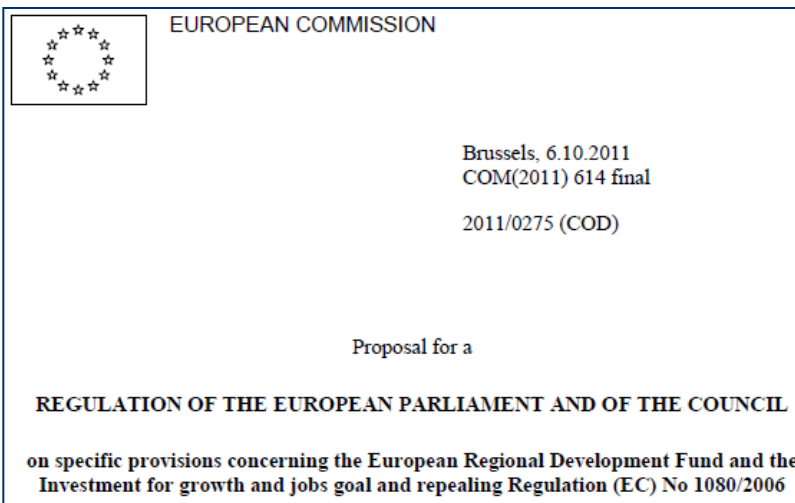 EUROPEAN COMMISSION
Brussels, 6.10.2011
COM(2011) 614 final
2011/0275 (COD)
Proposal for a
REGULATION OF THE EUROPEAN PARLIAMENT AND OF THE COUNCIL
on specific provisions concerning the European Regional Development Fund and the
Investment for growth and jobs goal and repealing Regulation (EC) No 1080/2006